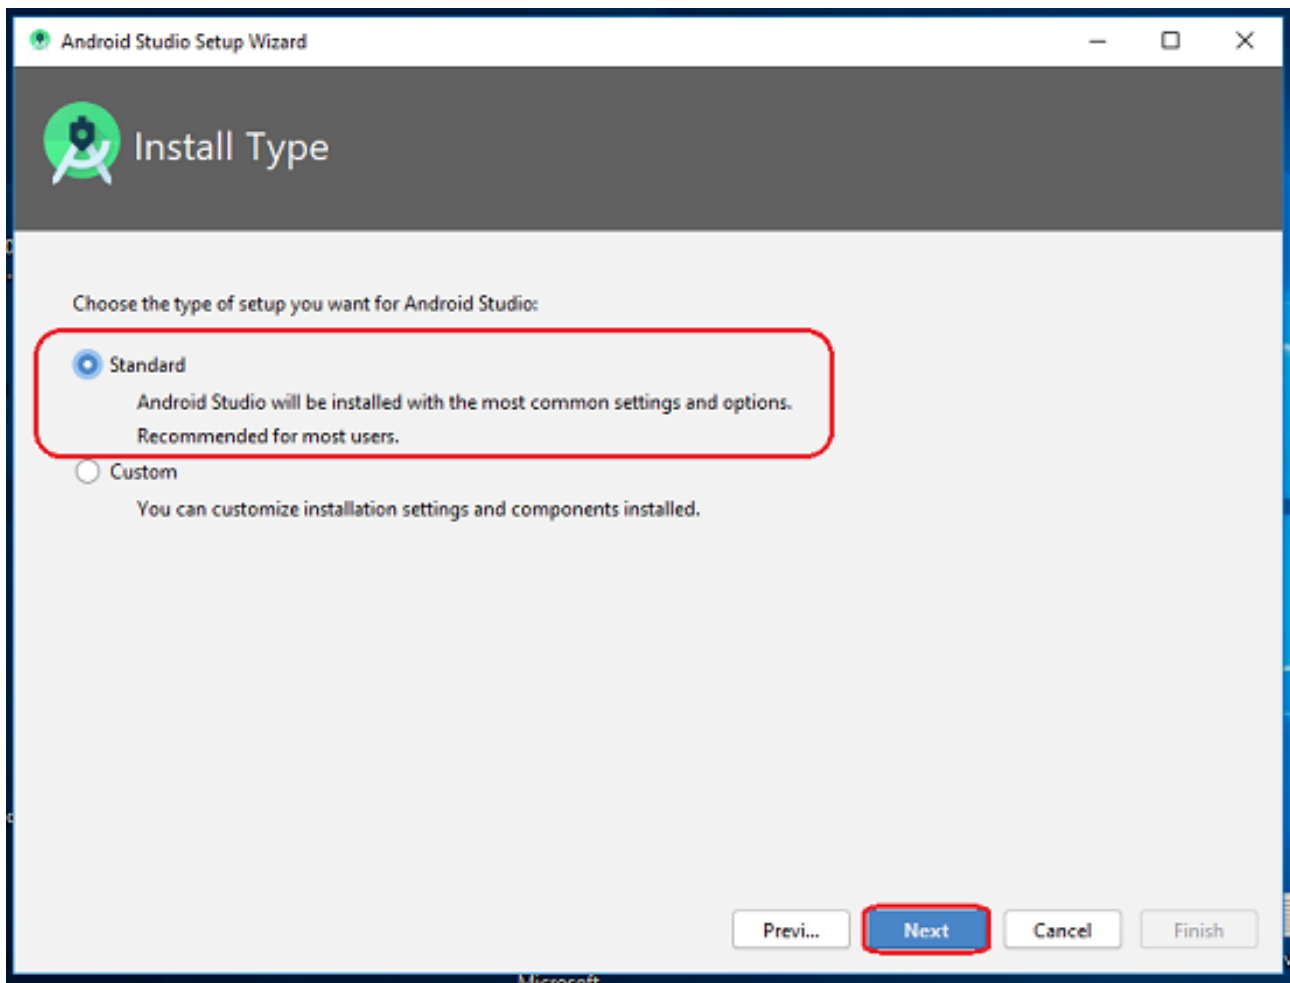 Android Studio Setup Wizard
Install Type
Choose the type of setup you want for Android Studio:
Standard
Android Studio will be installed with the most common settings and options.
Recommended for most users.
Custom
You can customize installation settings and components installed.
Previ... Next Cancel Finish
Microsoft